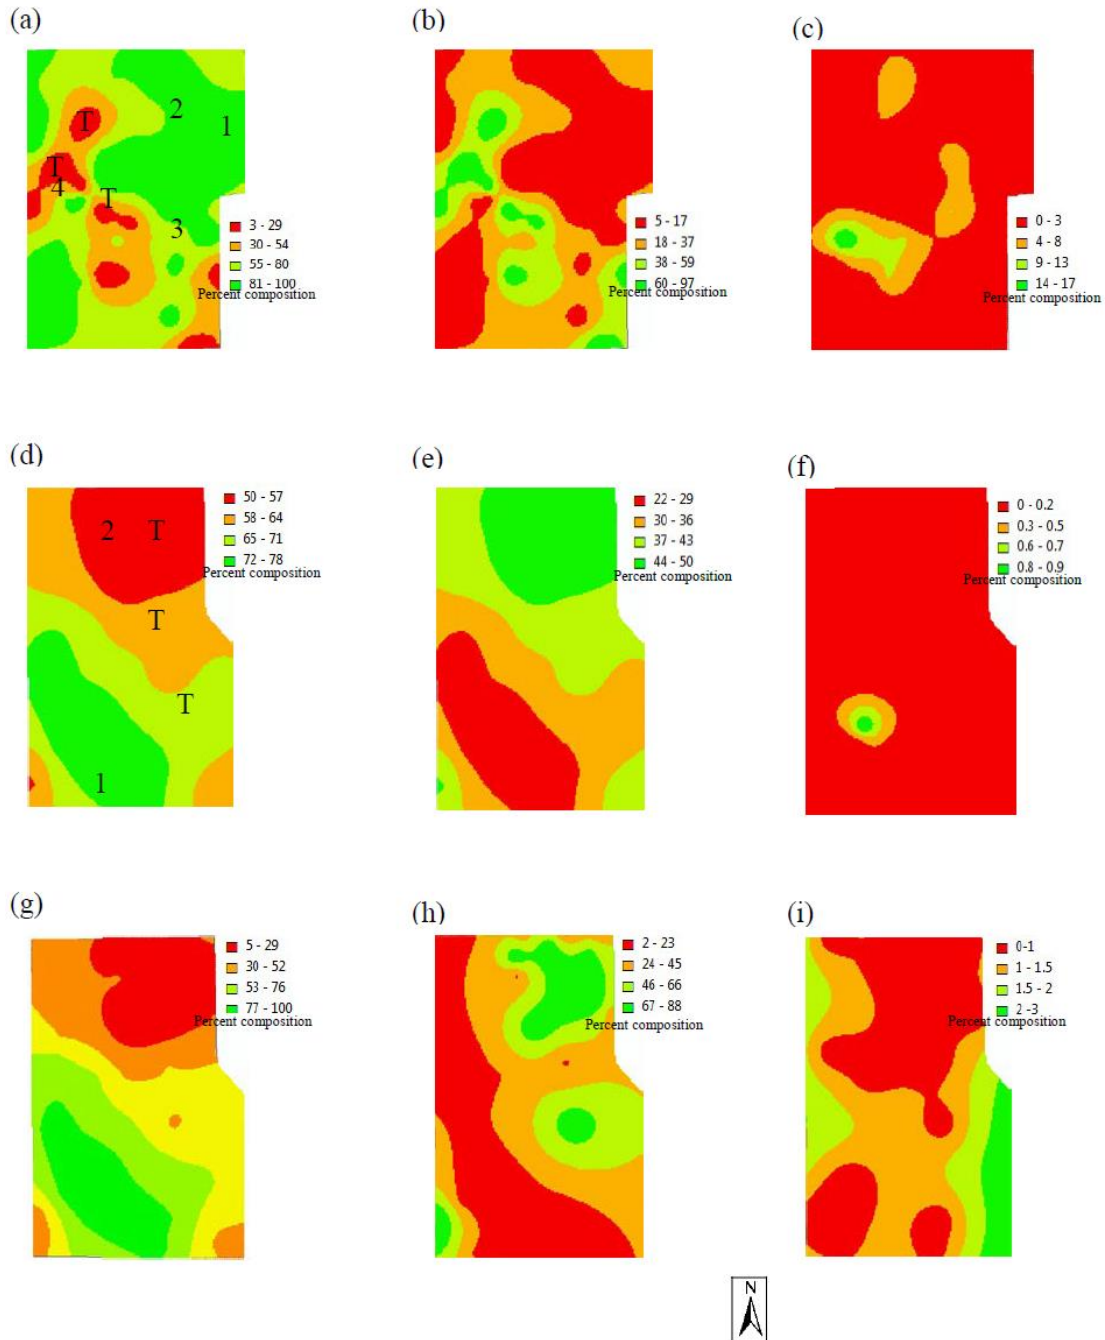 (a)
(b)
(c)
2
1
T
T
4
T
3
3 - 29
30 - 54
55 - 80
81 - 100
Percent composition
5 - 17
18 - 37
38 - 59
60 - 97
Percent composition
0 - 3
4 - 8
9 - 13
14 - 17
Percent composition
(d)
(e)
(f)
2 T
T
T
1
50 - 57
58 - 64
65 - 71
72 - 78
Percent composition
22 - 29
30 - 36
37 - 43
44 - 50
Percent composition
0 - 0.2
0.3 - 0.5
0.6 - 0.7
0.8 - 0.9
Percent composition
(g)
(h)
(i)
5 - 29
30 - 52
53 - 76
77 - 100
Percent composition
2 - 23
24 - 45
46 - 66
67 - 88
Percent composition
0-1
1 - 1.5
1.5 - 2
2 -3
Percent composition
N